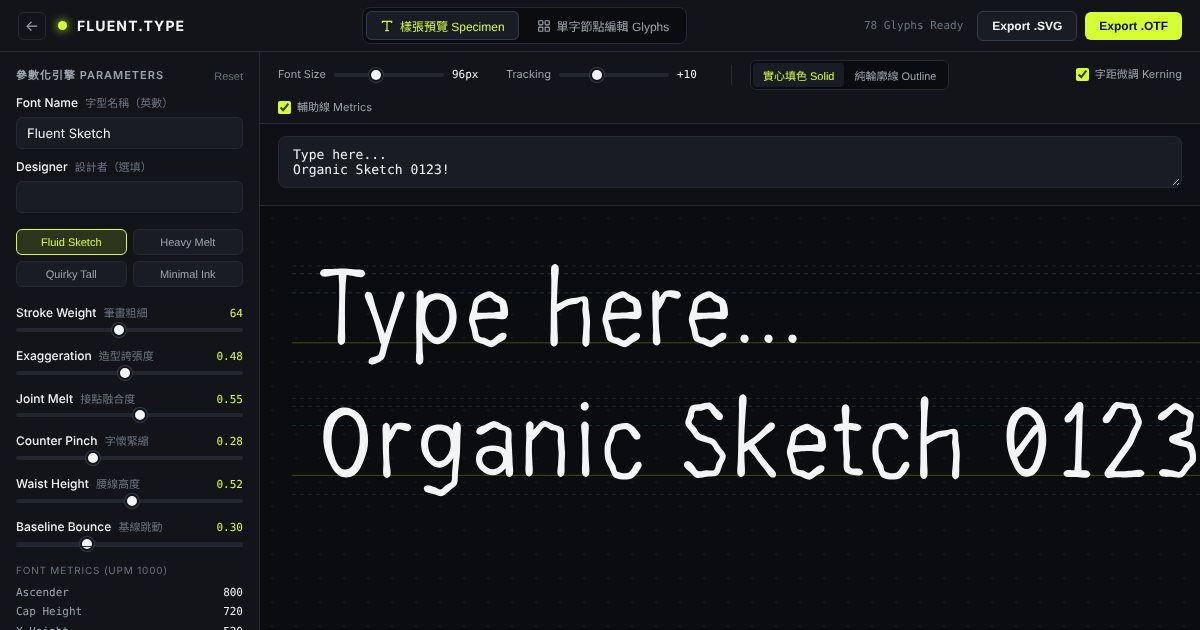 FLUENT.TYPE
樣張預覽 Specimen
單字節點編輯 Glyphs
78 Glyphs Ready
Export .SVG
Export .OTF
參數化引擎 PARAMETERS
Reset
Font Name 字型名稱（英數）
Fluent Sketch
Designer 設計者（選填）
Fluid Sketch
Heavy Melt
Quirky Tall
Minimal Ink
Stroke Weight 筆畫粗細 64
Exaggeration 造型誇張度 0.48
Joint Melt 接點融合度 0.55
Counter Pinch 字懷緊縮 0.28
Waist Height 腰線高度 0.52
Baseline Bounce 基線跳動 0.30
FONT METRICS (UPM 1000)
Ascender 800
Cap Height 720
X-Height 520
Font Size 96px
Tracking +10
實心填色 Solid
純輪廓線 Outline
字距微調 Kerning
輔助線 Metrics
Type here...
Organic Sketch 0123!
Type here...
Organic Sketch 0123